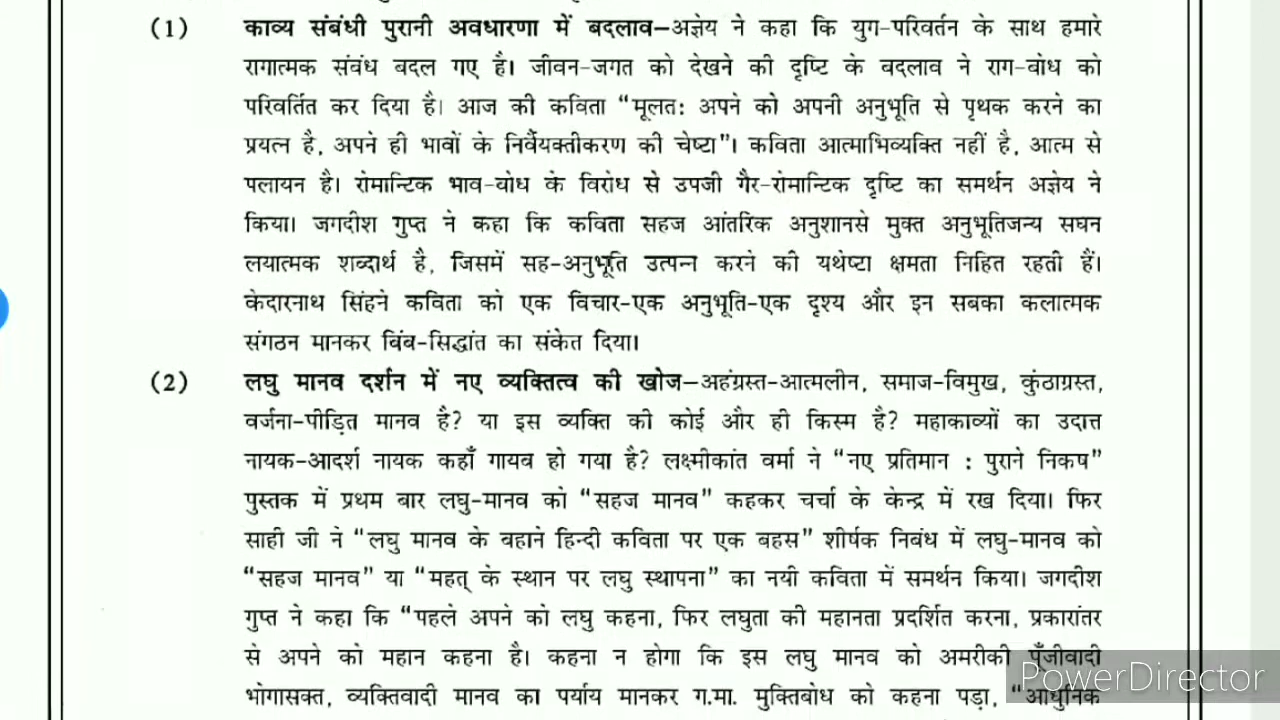 (1) काव्य संबंधी पुरानी अवधारणा में बदलाव–अज्ञेय ने कहा कि युग-परिवर्तन के साथ हमारे
रागात्मक संबंध बदल गए है। जीवन-जगत को देखने की दृष्टि के बदलाव ने राग-बोध को
परिवर्तित कर दिया है। आज की कविता “मूलत: अपने को अपनी अनुभूति से पृथक करने का
प्रयत्न है, अपने ही भावों के निर्वैयक्तीकरण की चेष्टा”। कविता आत्माभिव्यक्ति नहीं है, आत्म से
पलायन है। रोमान्टिक भाव-बोध के विरोध से उपजी गैर-रोमान्टिक दृष्टि का समर्थन अज्ञेय ने
किया। जगदीश गुप्त ने कहा कि कविता सहज आंतरिक अनुशानसे मुक्त अनुभूतिजन्य सघन
लयात्मक शब्दार्थ है, जिसमें सह-अनुभूति उत्पन्न करने की यथेष्टा क्षमता निहित रहती हैं।
केदारनाथ सिंहने कविता को एक विचार-एक अनुभूति-एक दृश्य और इन सबका कलात्मक
संगठन मानकर बिंब-सिद्धांत का संकेत दिया।
(2) लघु मानव दर्शन में नए व्यक्तित्व की खोज–अहंग्रस्त-आत्मलीन, समाज-विमुख, कुंठाग्रस्त,
वर्जना-पीड़ित मानव है? या इस व्यक्ति की कोई और ही किस्म है? महाकाव्यों का उदात्त
नायक-आदर्श नायक कहाँ गायब हो गया है? लक्ष्मीकांत वर्मा ने “नए प्रतिमान : पुराने निकष”
पुस्तक में प्रथम बार लघु-मानव को “सहज मानव” कहकर चर्चा के केन्द्र में रख दिया। फिर
साही जी ने “लघु मानव के बहाने हिन्दी कविता पर एक बहस” शीर्षक निबंध में लघु-मानव को
“सहज मानव” या “महत् के स्थान पर लघु स्थापना” का नयी कविता में समर्थन किया। जगदीश
गुप्त ने कहा कि “पहले अपने को लघु कहना, फिर लघुता की महानता प्रदर्शित करना, प्रकारांतर
से अपने को महान कहना है। कहना न होगा कि इस लघु मानव को अमरीकी पूँजीवादी
भोगासक्त, व्यक्तिवादी मानव का पर्याय मानकर ग.मा. मुक्तिबोध को कहना पड़ा, “आधुनिक
PowerDirector